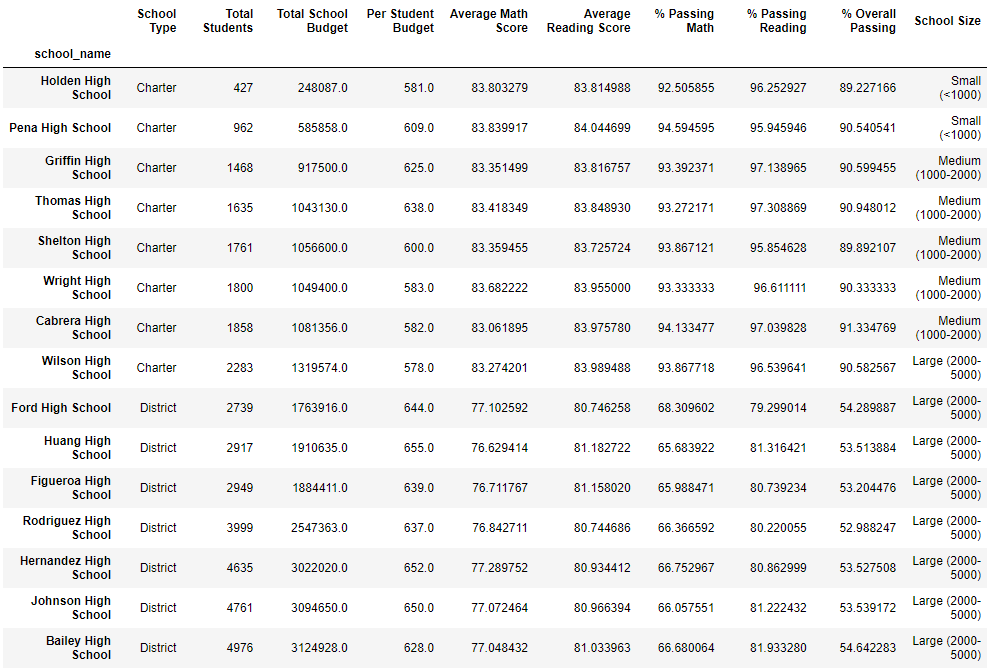 School Type Total Students Total School Budget Per Student Budget Average Math Score Average Reading Score % Passing Math % Passing Reading % Overall Passing School Size
school_name
Holden High School Charter 427 248087.0 581.0 83.803279 83.814988 92.505855 96.252927 89.227166 Small (<1000)
Pena High School Charter 962 585858.0 609.0 83.839917 84.044699 94.594595 95.945946 90.540541 Small (<1000)
Griffin High School Charter 1468 917500.0 625.0 83.351499 83.816757 93.392371 97.138965 90.599455 Medium (1000-2000)
Thomas High School Charter 1635 1043130.0 638.0 83.418349 83.848930 93.272171 97.308869 90.948012 Medium (1000-2000)
Shelton High School Charter 1761 1056600.0 600.0 83.359455 83.725724 93.867121 95.854628 89.892107 Medium (1000-2000)
Wright High School Charter 1800 1049400.0 583.0 83.682222 83.955000 93.333333 96.611111 90.333333 Medium (1000-2000)
Cabrera High School Charter 1858 1081356.0 582.0 83.061895 83.975780 94.133477 97.039828 91.334769 Medium (1000-2000)
Wilson High School Charter 2283 1319574.0 578.0 83.274201 83.989488 93.867718 96.539641 90.582567 Large (2000-5000)
Ford High School District 2739 1763916.0 644.0 77.102592 80.746258 68.309602 79.299014 54.289887 Large (2000-5000)
Huang High School District 2917 1910635.0 655.0 76.629414 81.182722 65.683922 81.316421 53.513884 Large (2000-5000)
Figueroa High School District 2949 1884411.0 639.0 76.711767 81.158020 65.988471 80.739234 53.204476 Large (2000-5000)
Rodriguez High School District 3999 2547363.0 637.0 76.842711 80.744686 66.366592 80.220055 52.988247 Large (2000-5000)
Hernandez High School District 4635 3022020.0 652.0 77.289752 80.934412 66.752967 80.862999 53.527508 Large (2000-5000)
Johnson High School District 4761 3094650.0 650.0 77.072464 80.966394 66.057551 81.222432 53.539172 Large (2000-5000)
Bailey High School District 4976 3124928.0 628.0 77.048432 81.033963 66.680064 81.933280 54.642283 Large (2000-5000)